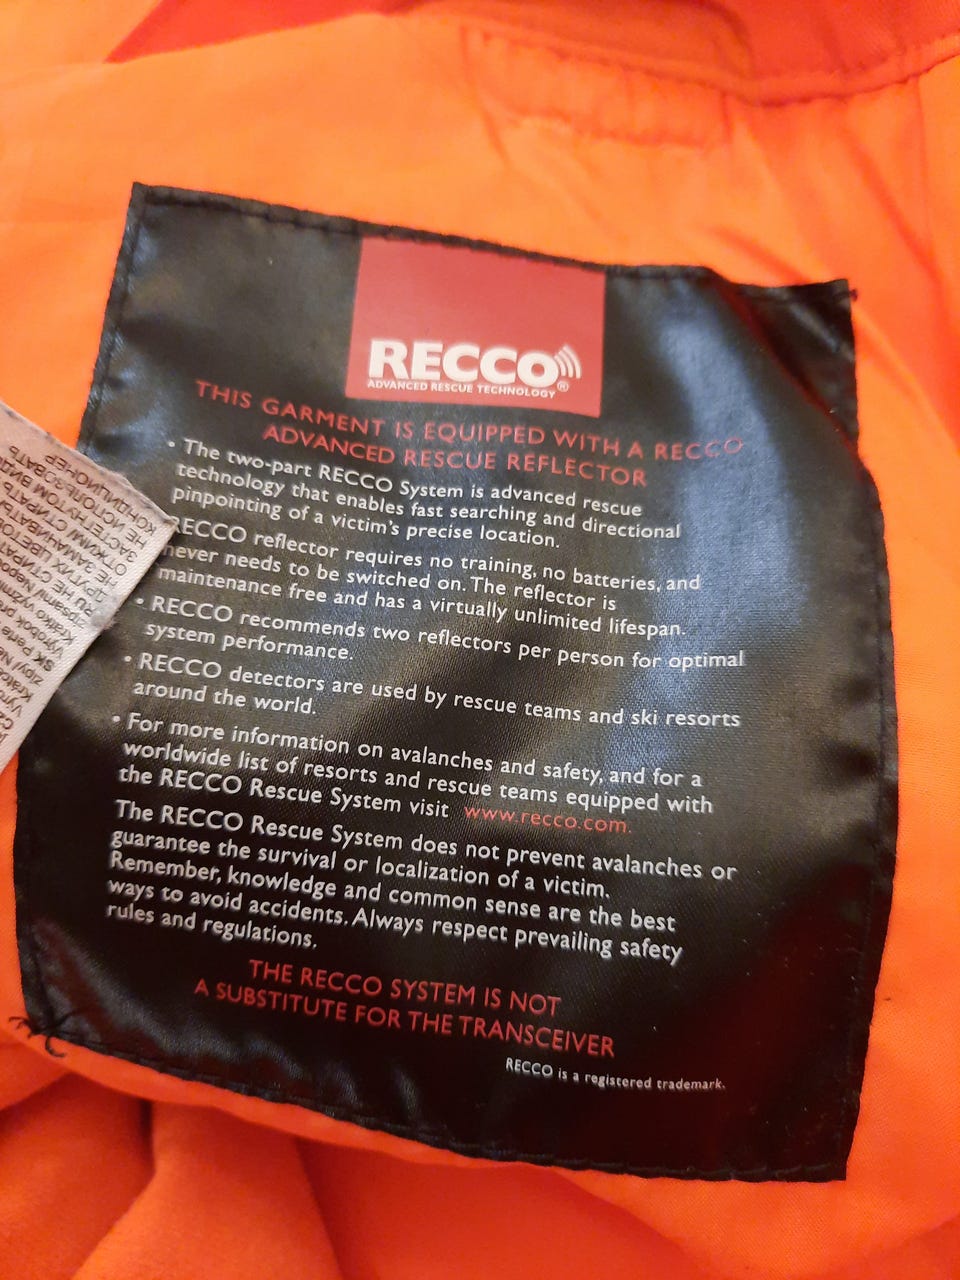 RECCO®
ADVANCED RESCUE TECHNOLOGY
THIS GARMENT IS EQUIPPED WITH A RECCO
ADVANCED RESCUE REFLECTOR
• The two-part RECCO System is advanced rescue
technology that enables fast searching and directional
pinpointing of a victim's precise location.
RECCO reflector requires no training, no batteries, and
never needs to be switched on. The reflector is
maintenance free and has a virtually unlimited lifespan.
• RECCO recommends two reflectors per person for optimal
system performance.
• RECCO detectors are used by rescue teams and ski resorts
around the world.
• For more information on avalanches and safety, and for a
worldwide list of resorts and rescue teams equipped with
the RECCO Rescue System visit www.recco.com.
The RECCO Rescue System does not prevent avalanches or
guarantee the survival or localization of a victim.
Remember, knowledge and common sense are the best
ways to avoid accidents. Always respect prevailing safety
rules and regulations.
THE RECCO SYSTEM IS NOT
A SUBSTITUTE FOR THE TRANSCEIVER
RECCO is a registered trademark.